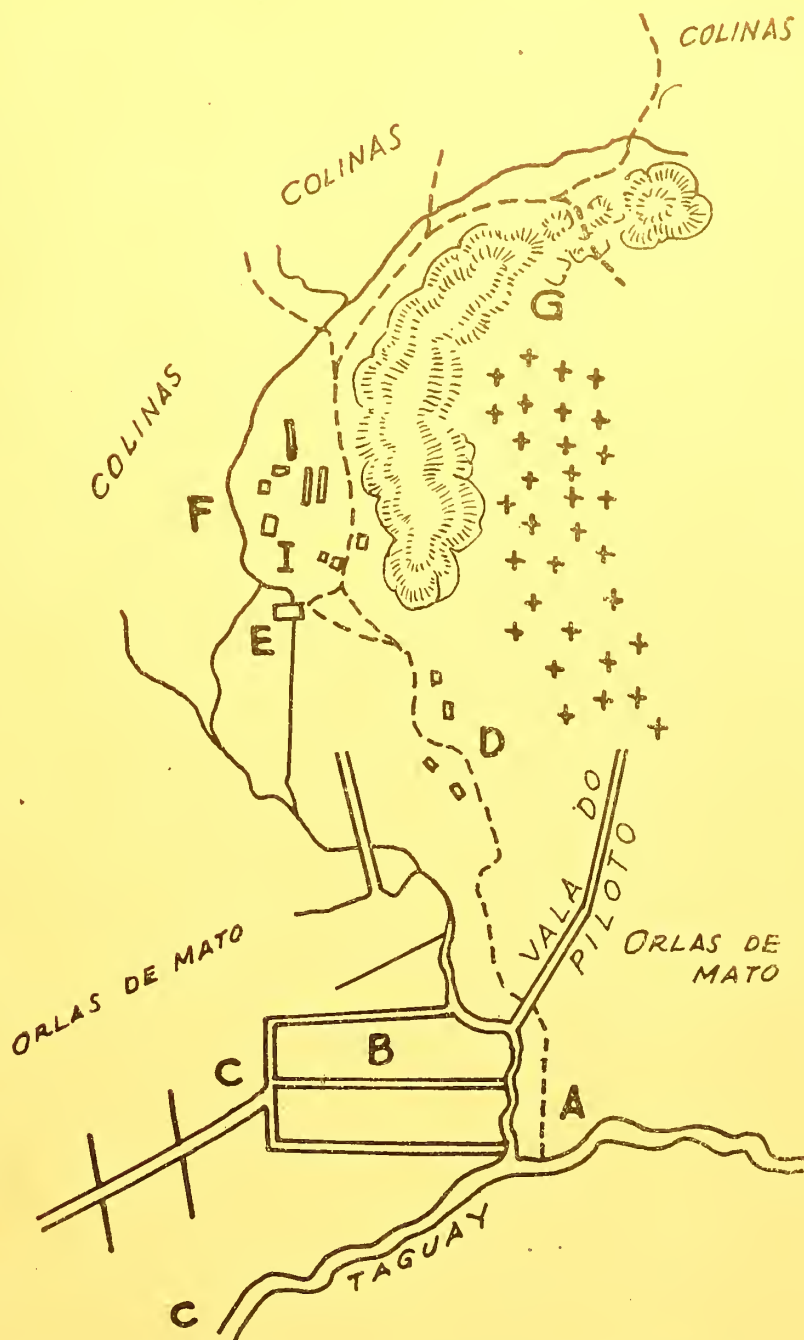 COLINAS
COLINAS
COLINAS
G
F
I
E
D
VALA DO
PILOTO
ORLAS DE
MATO
ORLAS DE MATO
B
C
A
TAGUAY
C